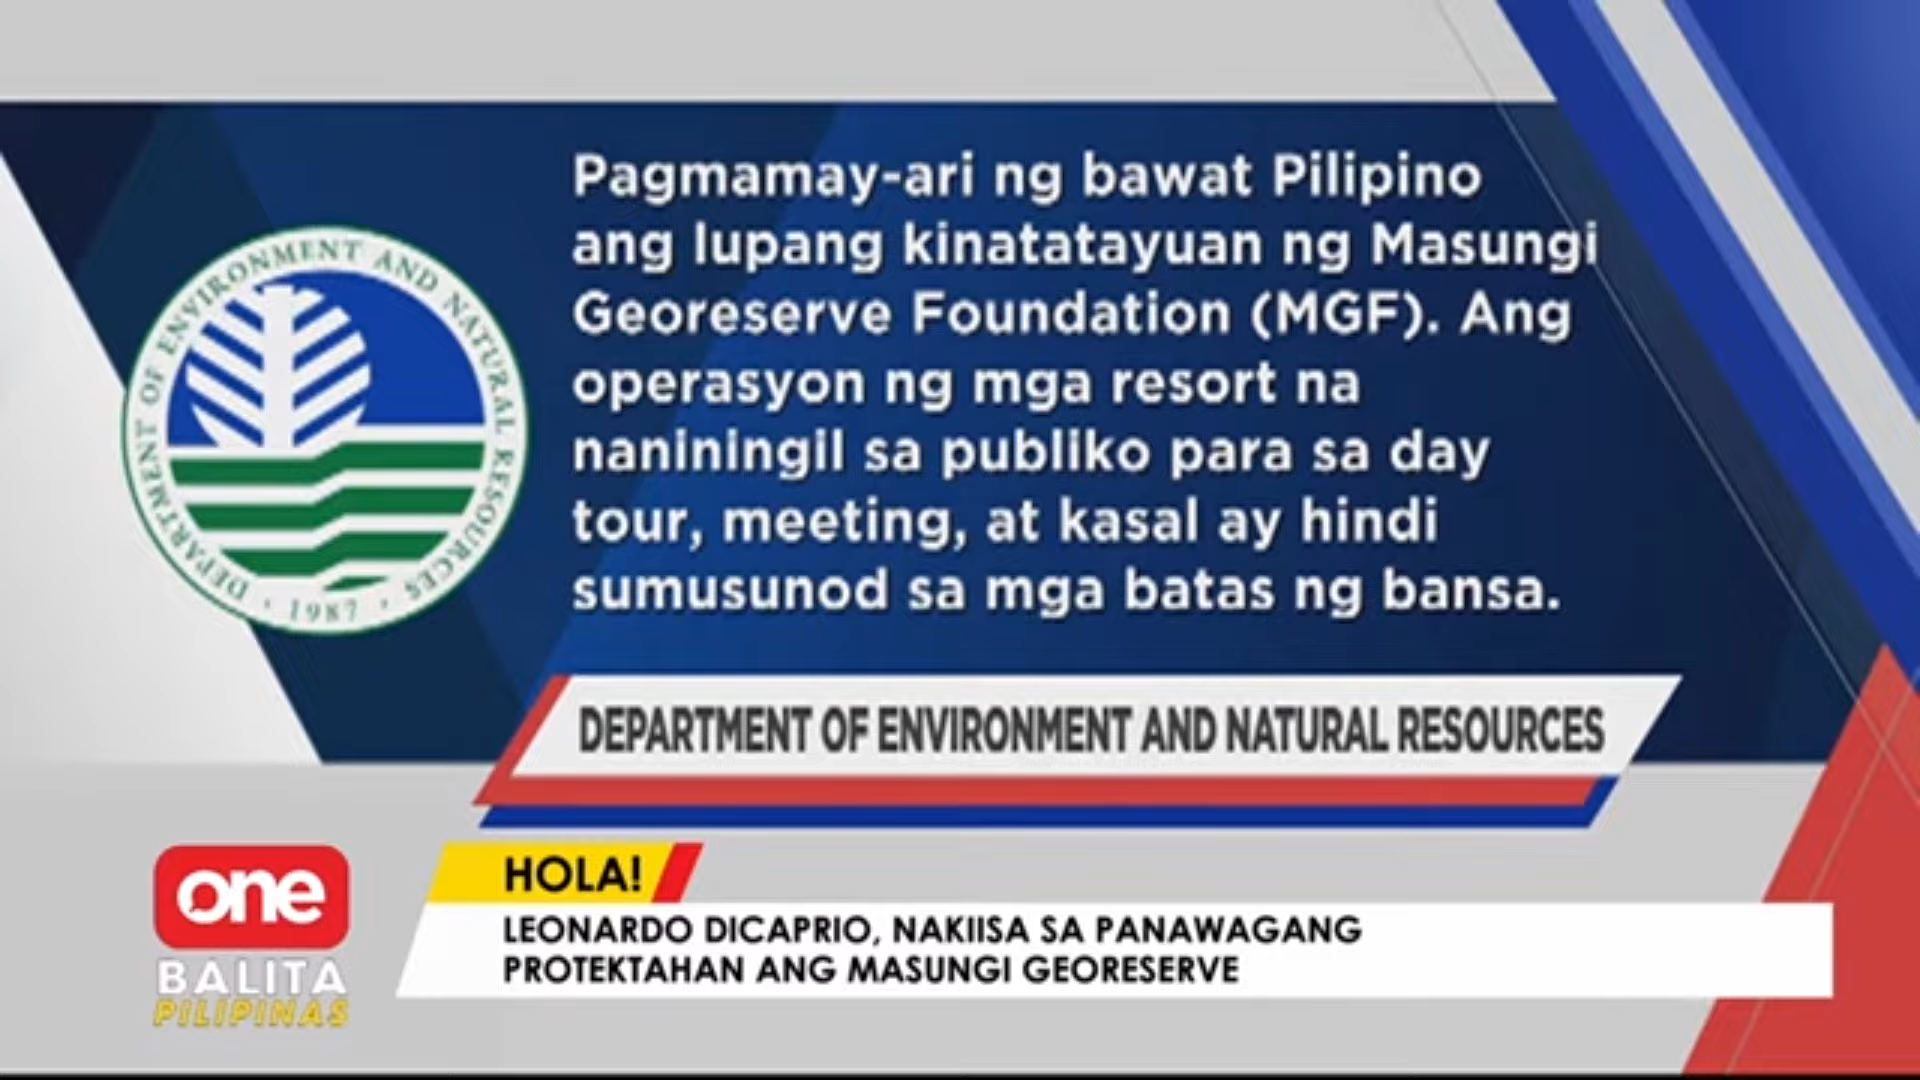 Pagmamay-ari ng bawat Pilipino
ang lupang kinatatayuan ng Masungi
Georeserve Foundation (MGF). Ang
operasyon ng mga resort na
naniningil sa publiko para sa day
tour, meeting, at kasal ay hindi
sumusunod sa mga batas ng bansa.
DEPARTMENT OF ENVIRONMENT AND NATURAL RESOURCES
1987
DEPARTMENT OF ENVIRONMENT AND NATURAL RESOURCES
one
BALITA
PILIPINAS
HOLA!
LEONARDO DICAPRIO, NAKIISA SA PANAWAGANG
PROTEKTAHAN ANG MASUNGI GEORESERVE